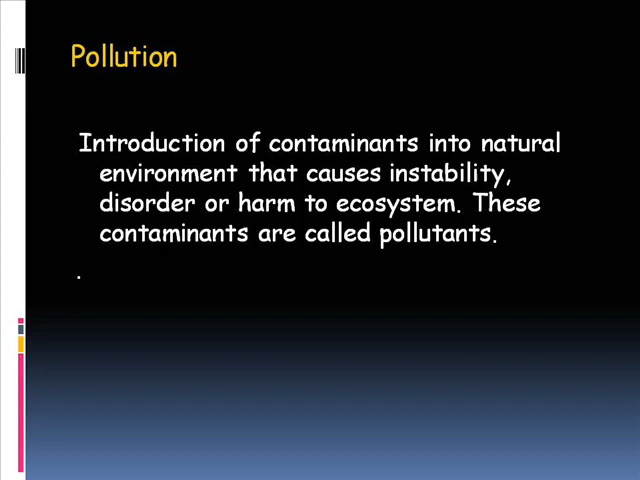 Pollution
Introduction of contaminants into natural
environment that causes instability,
disorder or harm to ecosystem. These
contaminants are called pollutants.
.